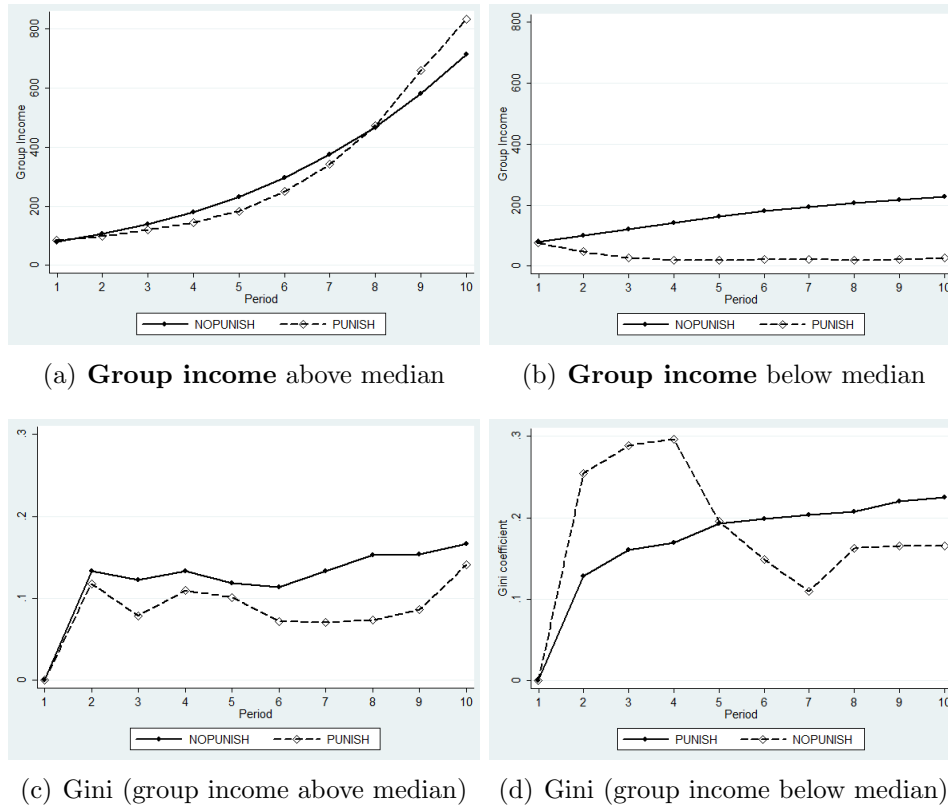 800
600
400
200
0
Group Income
1 2 3 4 5 6 7 8 9 10
Period
NOPUNISH PUNISH
(a) Group income above median
800
600
400
200
0
Group Income
1 2 3 4 5 6 7 8 9 10
Period
NOPUNISH PUNISH
(b) Group income below median
.3
.2
.1
0
1 2 3 4 5 6 7 8 9 10
Period
NOPUNISH PUNISH
(c) Gini (group income above median)
.3
.2
.1
0
Gini coefficient
1 2 3 4 5 6 7 8 9 10
Period
PUNISH NOPUNISH
(d) Gini (group income below median)